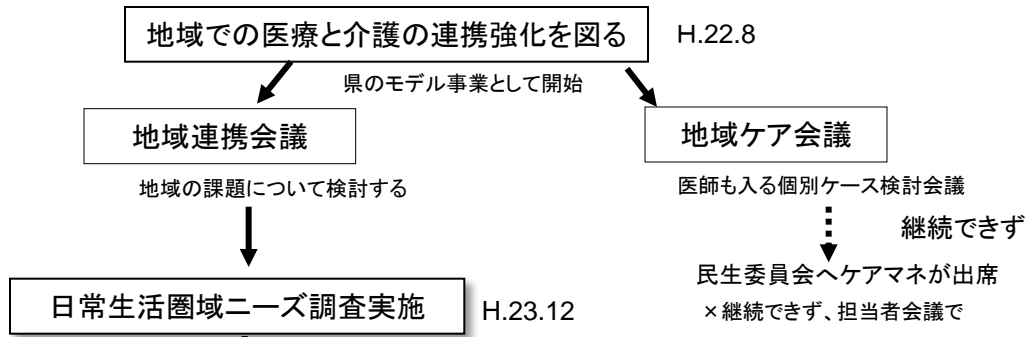 地域での医療と介護の連携強化を図る H.22.8
県のモデル事業として開始
地域連携会議
地域ケア会議
地域の課題について検討する
医師も入る個別ケース検討会議
継続できず
民生委員会へケアマネが出席
×継続できず、担当者会議で
日常生活圏域ニーズ調査実施 H.23.12